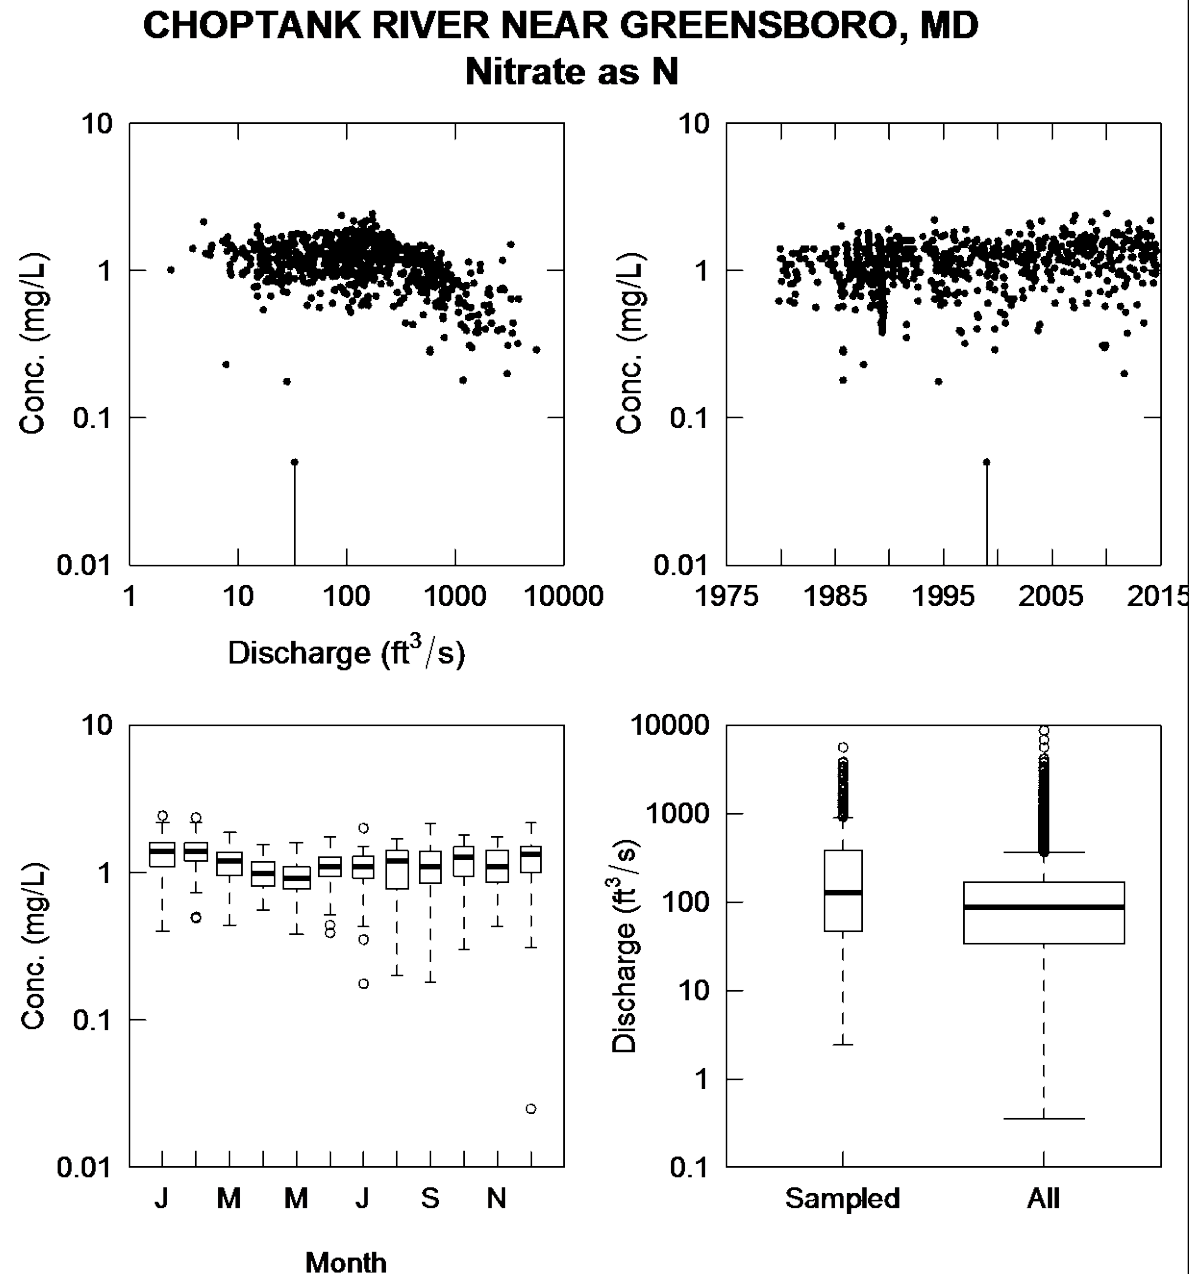 CHOPTANK RIVER NEAR GREENSBORO, MD
Nitrate as N
10
1
0.1
0.01
Conc. (mg/L)
1 10 100 1000 10000
Discharge (ft³/s)
10
1
0.1
0.01
Conc. (mg/L)
1975 1985 1995 2005 2015
10
1
0.1
0.01
Conc. (mg/L)
J M M J S N
Month
10000
1000
100
10
1
0.1
Discharge (ft³/s)
Sampled All